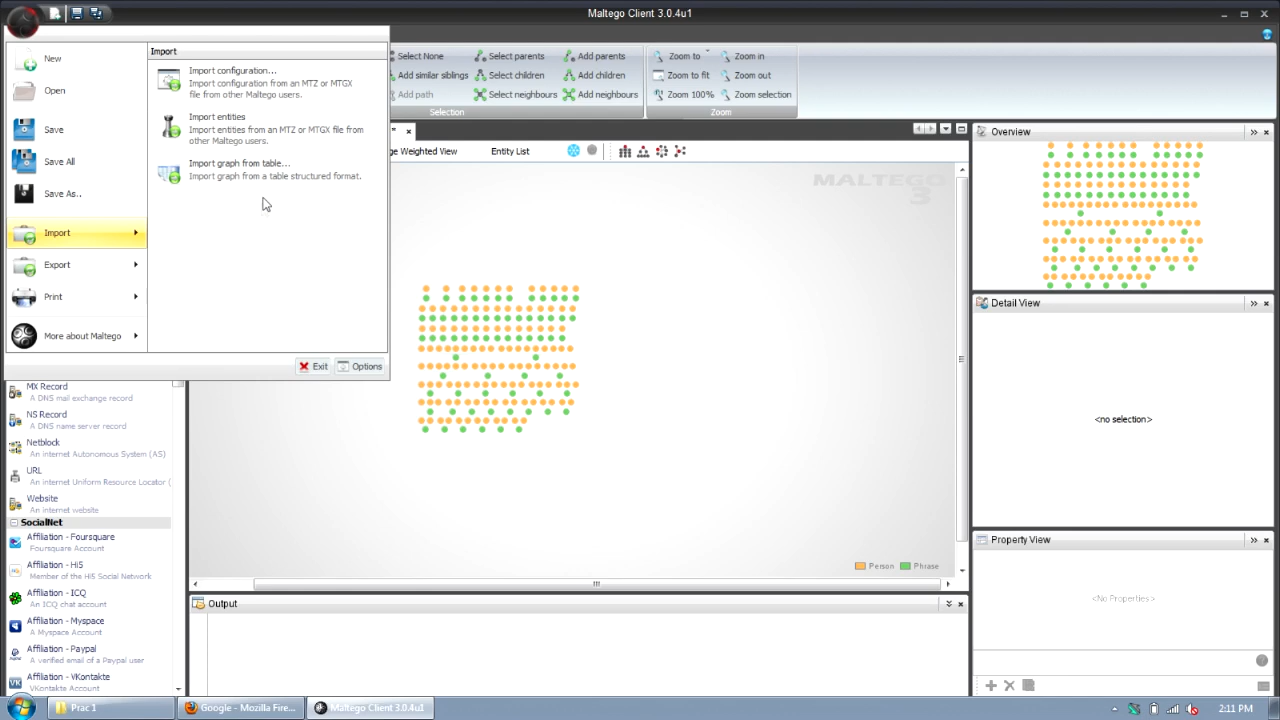 Maltego Client 3.0.4u1
New
Open
Save
Save All
Save As..
Import
Export
Print
More about Maltego
Import
Import configuration...
Import configuration from an MTZ or MTGX
file from other Maltego users.
Import entities
Import entities from an MTZ or MTGX file from
other Maltego users.
Import graph from table...
Import graph from a table structured format.
Exit
Options
Select None
Add similar siblings
Add path
Select parents
Select children
Select neighbours
Add parents
Add children
Add neighbours
Selection
Zoom to
Zoom to fit
Zoom 100%
Zoom in
Zoom out
Zoom selection
Zoom
ge Weighted View
Entity List
MALTEGO
3
MX Record
A DNS mail exchange record
NS Record
A DNS name server record
Netblock
An internet Autonomous System (AS)
URL
An internet Uniform Resource Locator (
Website
An internet website
SocialNet
Affiliation - Foursquare
Foursquare Account
Affiliation - Hi5
Member of the Hi5 Social Network
Affiliation - ICQ
An ICQ chat account
Affiliation - Myspace
A Myspace Account
Affiliation - Paypal
A verified email of a Paypal user
Affiliation - VKontakte
VKontakte Account
Person
Phrase
Output
Overview
Detail View
<no selection>
Property View
<No Properties>
Prac 1
Google - Mozilla Fire...
Maltego Client 3.0.4u1
2:11 PM